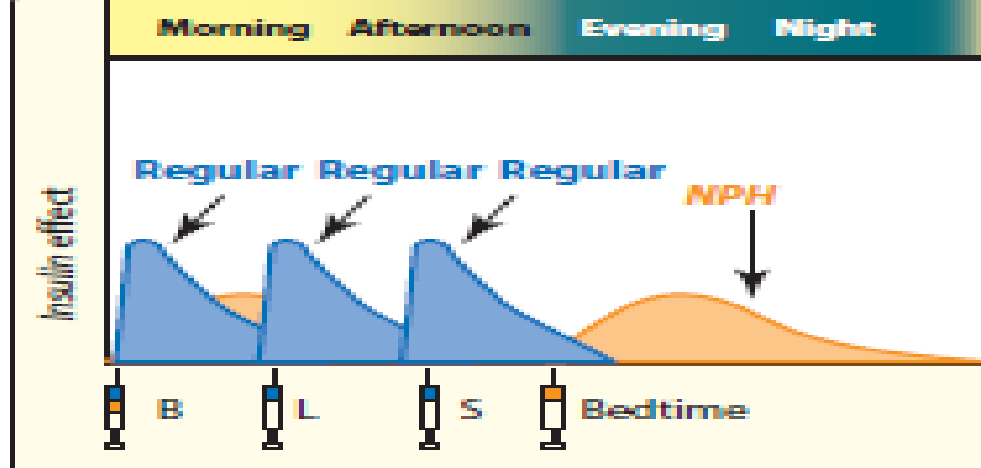 Morning Afternoon Evening Night
Regular Regular Regular
NPH
Insulin effect
B L S Bedtime